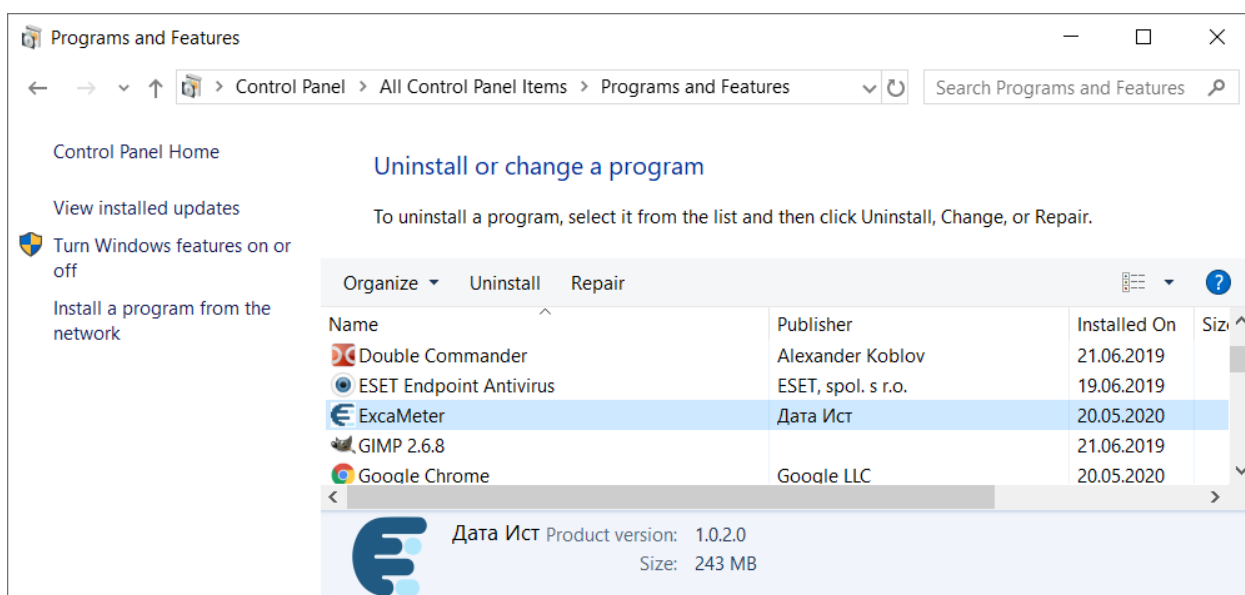 Programs and Features
Control Panel > All Control Panel Items > Programs and Features
Search Programs and Features
Control Panel Home
View installed updates
Turn Windows features on or
off
Install a program from the
network
Uninstall or change a program
To uninstall a program, select it from the list and then click Uninstall, Change, or Repair.
Organize Uninstall Repair
?
Name Publisher Installed On Siz
Double Commander Alexander Koblov 21.06.2019
ESET Endpoint Antivirus ESET, spol. s r.o. 19.06.2019
ExcaMeter Дата Ист 20.05.2020
GIMP 2.6.8 21.06.2019
Google Chrome Google LLC 20.05.2020
Дата Ист Product version: 1.0.2.0
Size: 243 MB